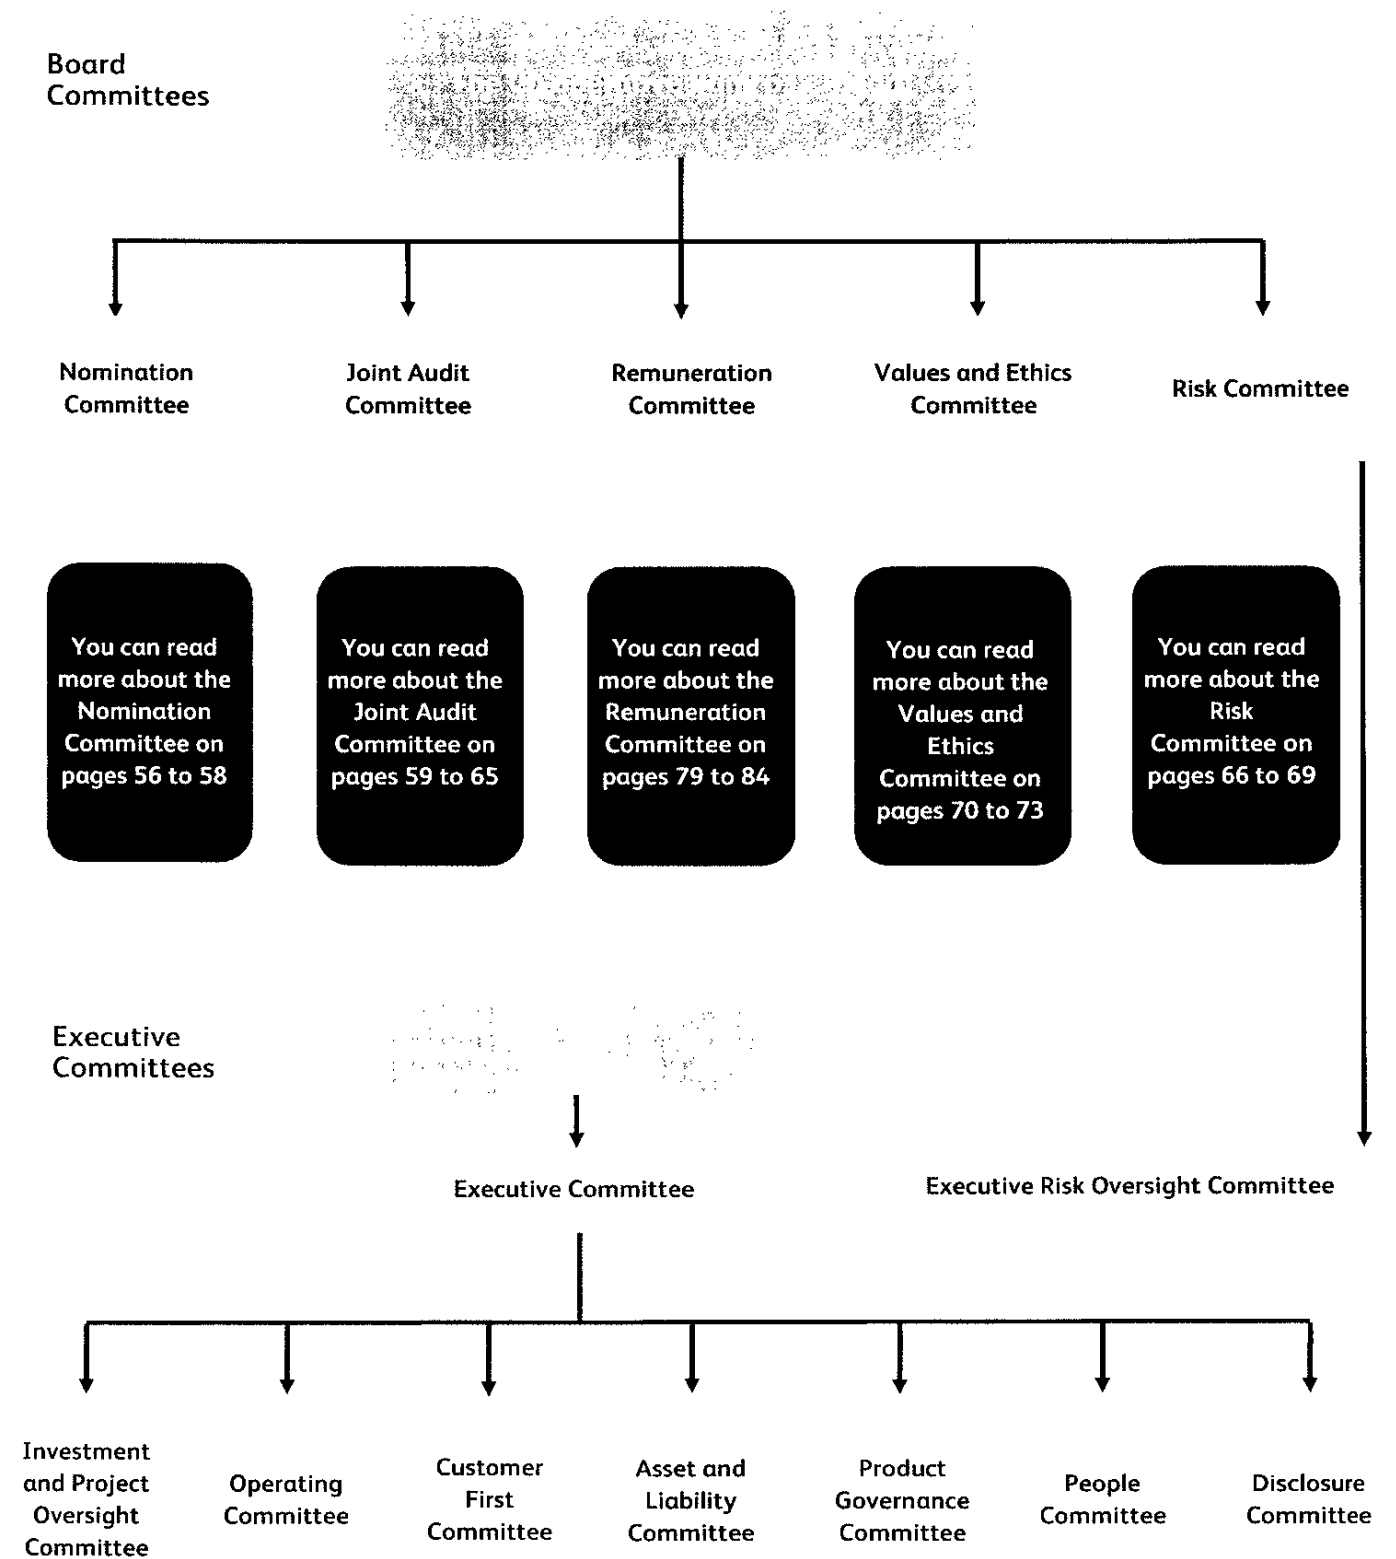 Board
Committees
Nomination
Committee
Joint Audit
Committee
Remuneration
Committee
Values and Ethics
Committee
Risk Committee
You can read
more about the
Nomination
Committee on
pages 56 to 58
You can read
more about the
Joint Audit
Committee on
pages 59 to 65
You can read
more about the
Remuneration
Committee on
pages 79 to 84
You can read
more about the
Values and
Ethics
Committee on
pages 70 to 73
You can read
more about the
Risk
Committee on
pages 66 to 69
Executive
Committees
Executive Committee
Executive Risk Oversight Committee
Investment
and Project
Oversight
Committee
Operating
Committee
Customer
First
Committee
Asset and
Liability
Committee
Product
Governance
Committee
People
Committee
Disclosure
Committee